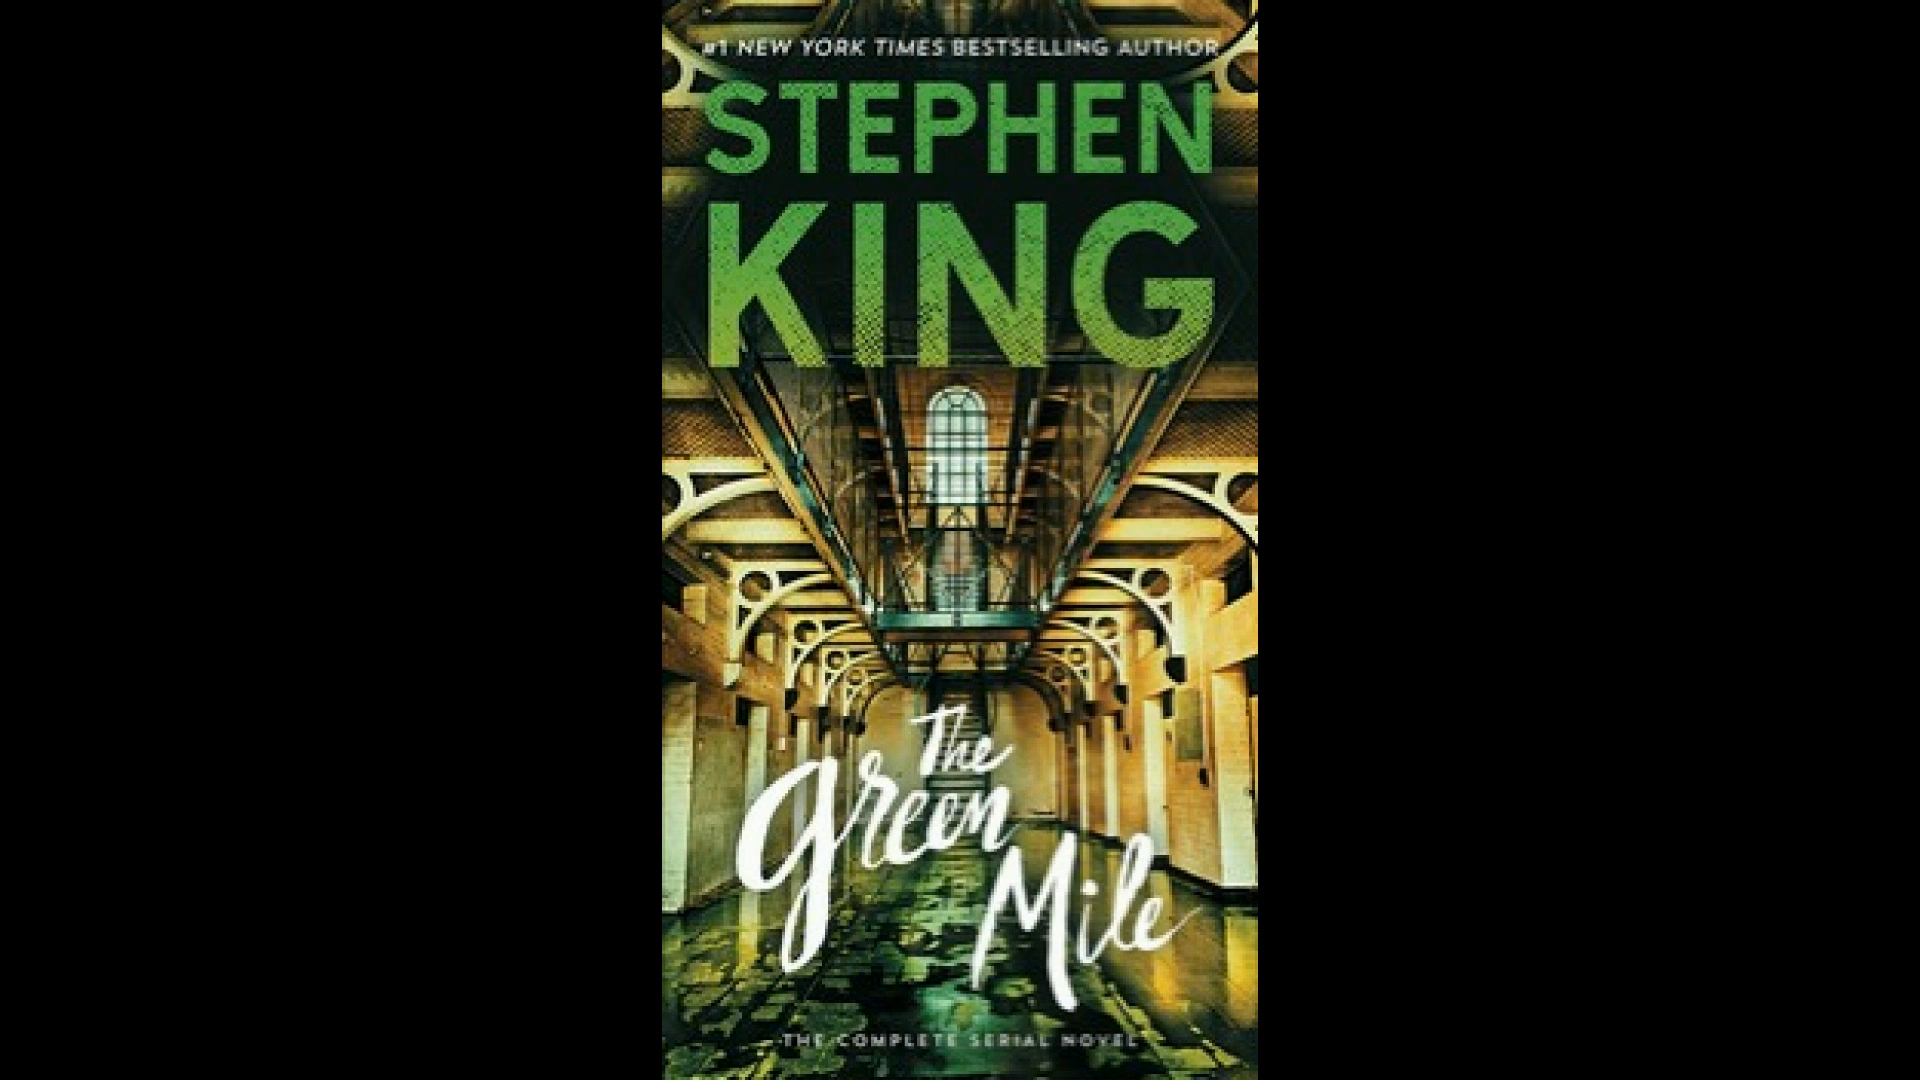 #1 NEW YORK TIMES BESTSELLING AUTHOR
STEPHEN
KING
The
green
Mile
THE COMPLETE SERIAL NOVEL